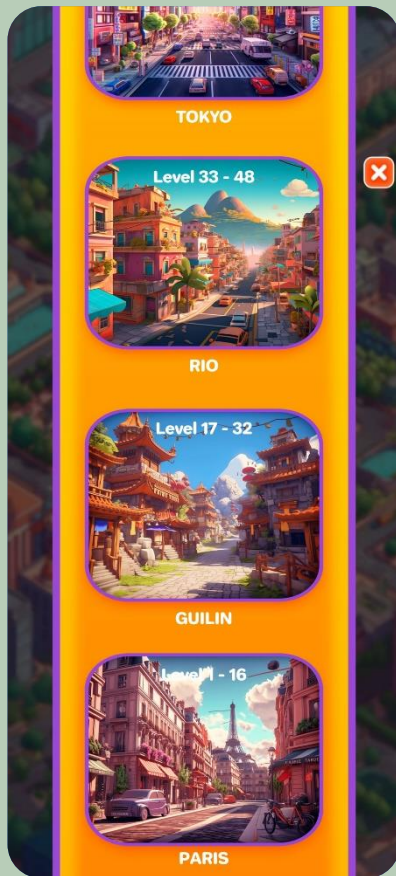 TOKYO
Level 33 - 48
RIO
Level 17 - 32
GUILIN
Level 1 - 16
PARIS